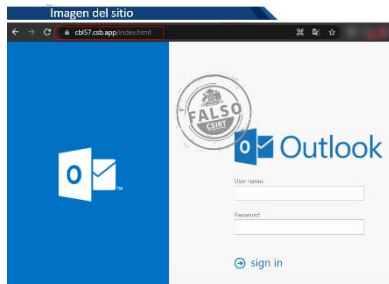 Imagen del sitio
cbl57.csb.app/index.html
FALSO
CSIRT
Outlook
User name:
Password:
sign in